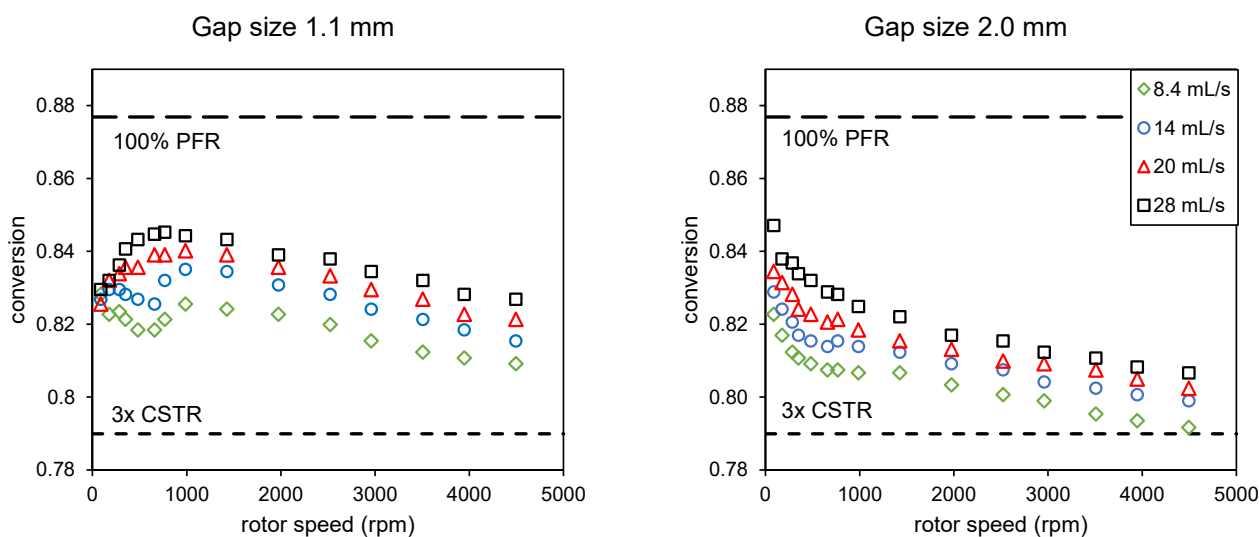 Gap size 1.1 mm
conversion
0.88
0.86
0.84
0.82
0.8
0.78
100% PFR
3x CSTR
0
1000
2000
3000
4000
5000
rotor speed (rpm)
Gap size 2.0 mm
conversion
0.88
0.86
0.84
0.82
0.80
0.78
100% PFR
3x CSTR
8.4 mL/s
14 mL/s
20 mL/s
28 mL/s
0
1000
2000
3000
4000
5000
rotor speed (rpm)